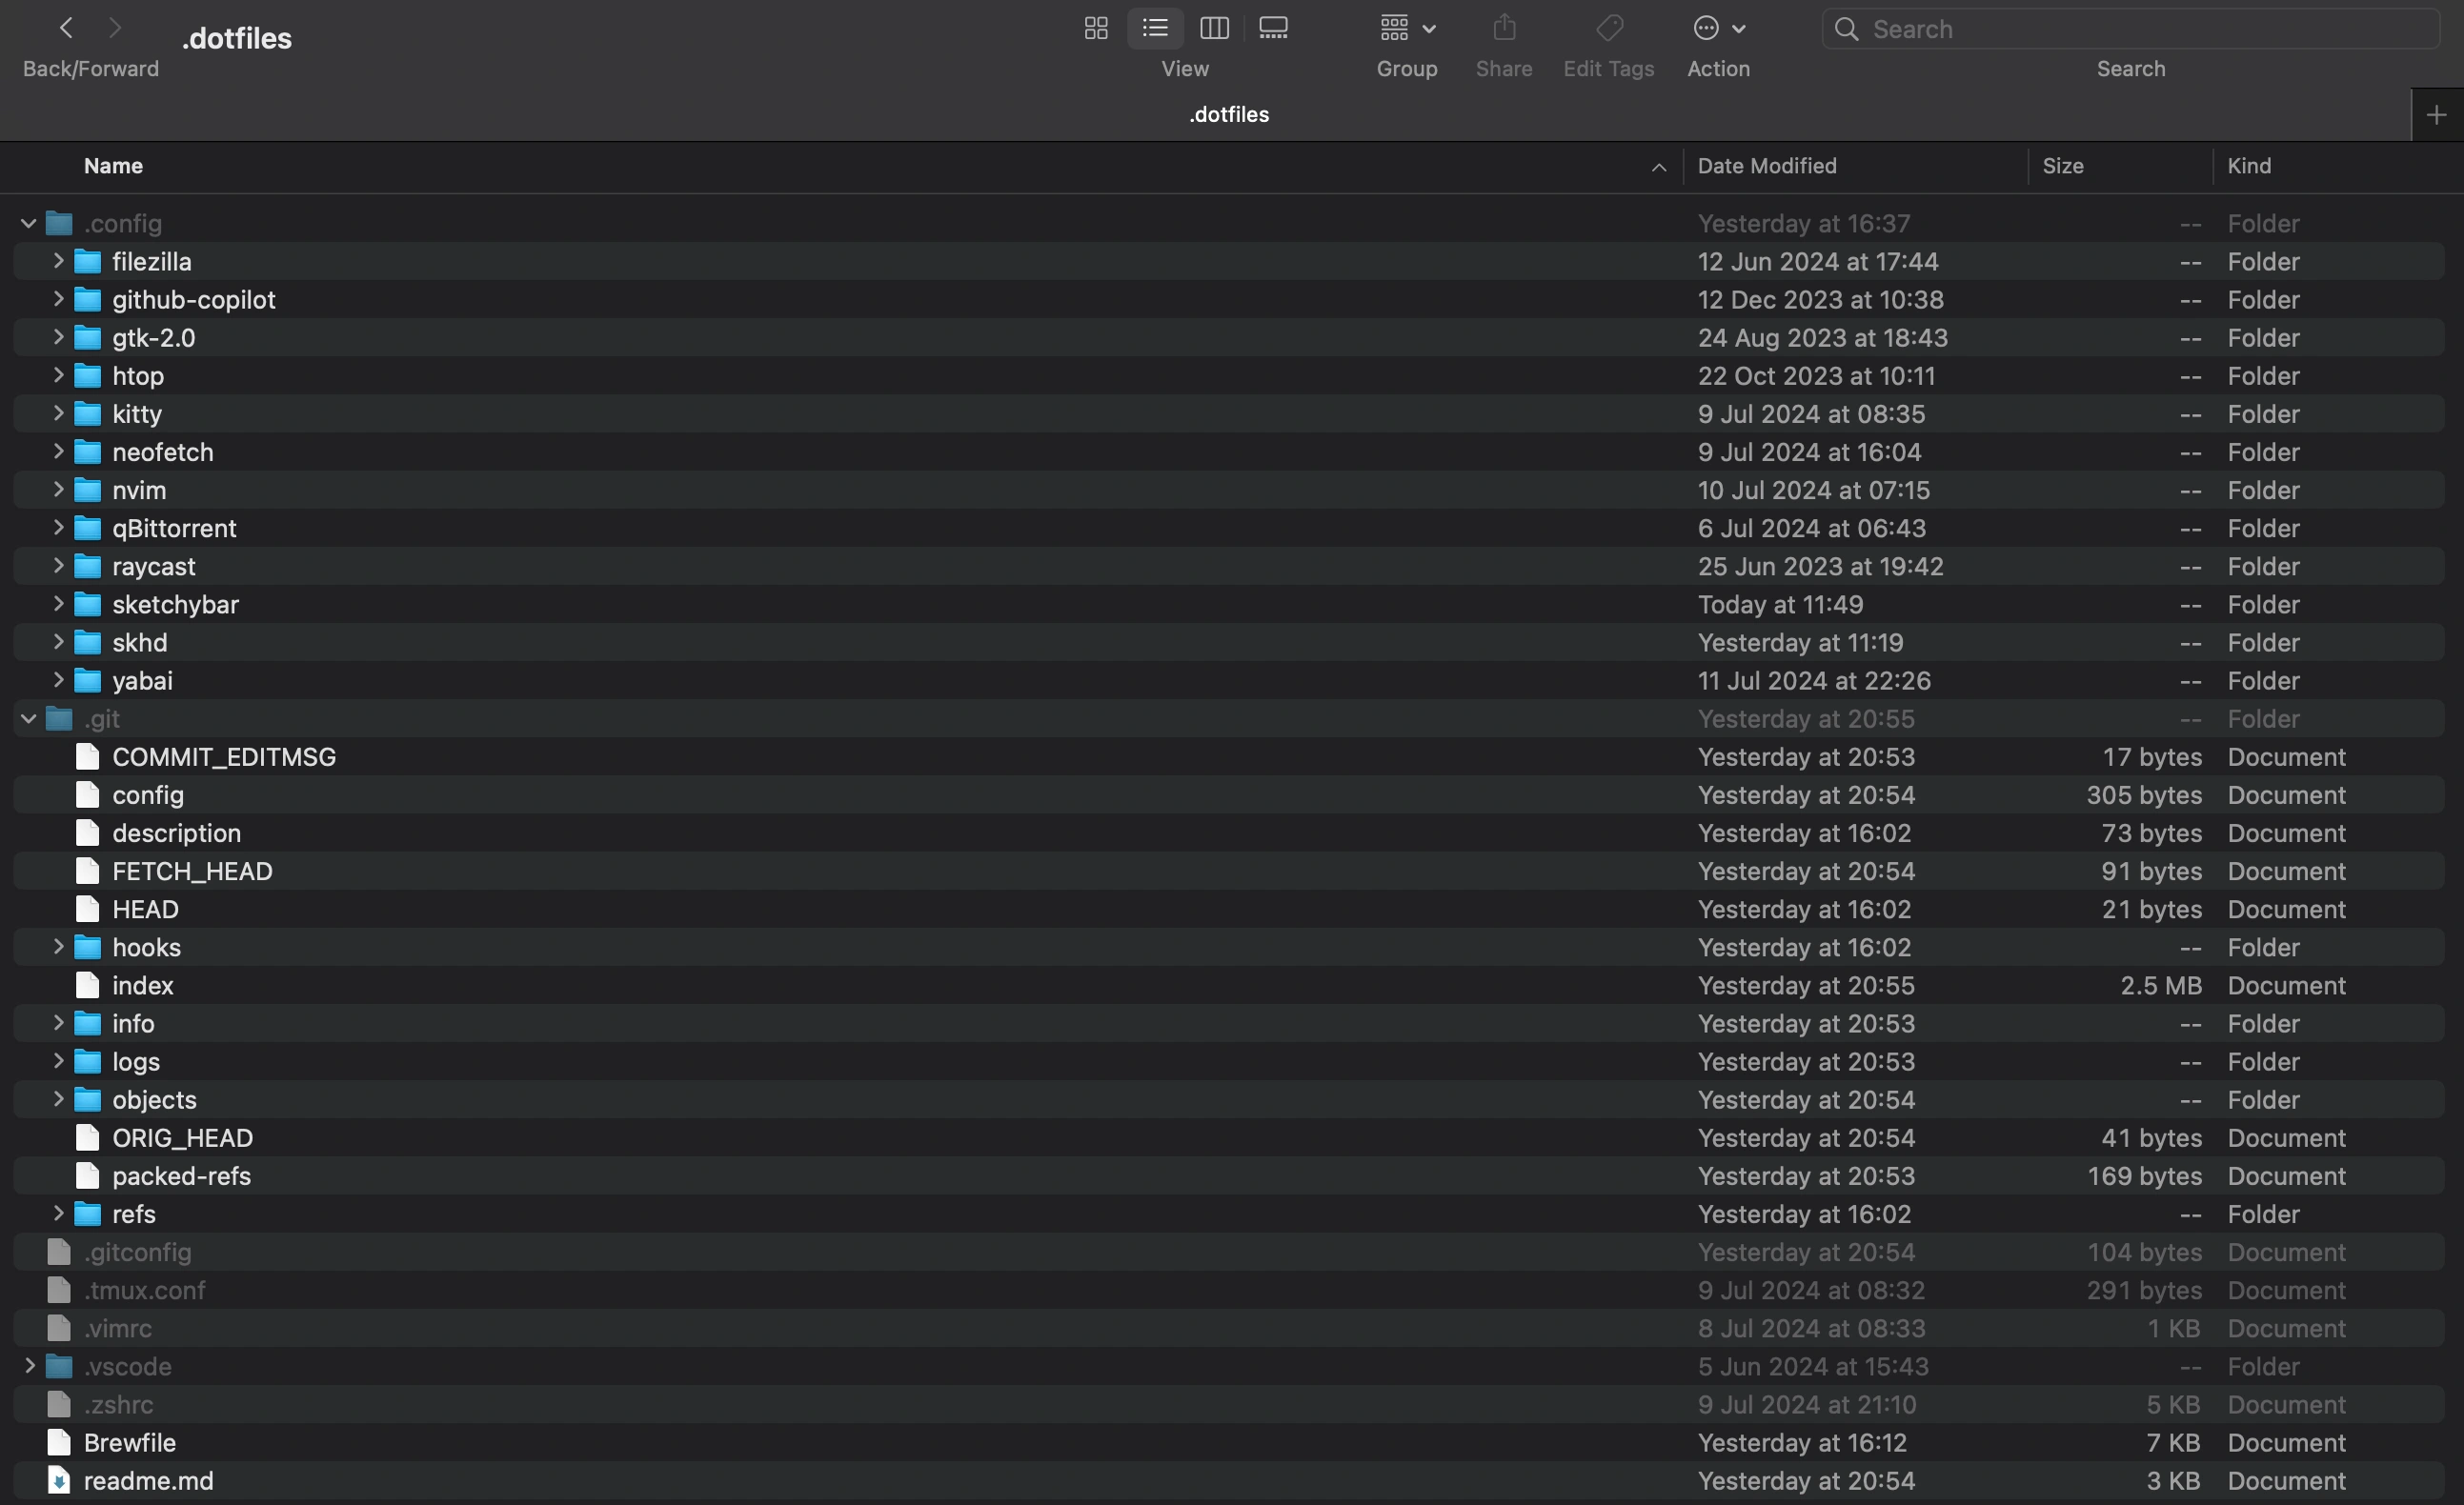 .dotfiles
Back/Forward
View
Group
Share
Edit Tags
Action
Search
Search
.dotfiles
Name Date Modified Size Kind
.config Yesterday at 16:37 -- Folder
filezilla 12 Jun 2024 at 17:44 -- Folder
github-copilot 12 Dec 2023 at 10:38 -- Folder
gtk-2.0 24 Aug 2023 at 18:43 -- Folder
htop 22 Oct 2023 at 10:11 -- Folder
kitty 9 Jul 2024 at 08:35 -- Folder
neofetch 9 Jul 2024 at 16:04 -- Folder
nvim 10 Jul 2024 at 07:15 -- Folder
qBittorrent 6 Jul 2024 at 06:43 -- Folder
raycast 25 Jun 2023 at 19:42 -- Folder
sketchybar Today at 11:49 -- Folder
skhd Yesterday at 11:19 -- Folder
yabai 11 Jul 2024 at 22:26 -- Folder
.git Yesterday at 20:55 -- Folder
COMMIT_EDITMSG Yesterday at 20:53 17 bytes Document
config Yesterday at 20:54 305 bytes Document
description Yesterday at 16:02 73 bytes Document
FETCH_HEAD Yesterday at 20:54 91 bytes Document
HEAD Yesterday at 16:02 21 bytes Document
hooks Yesterday at 16:02 -- Folder
index Yesterday at 20:55 2.5 MB Document
info Yesterday at 20:53 -- Folder
logs Yesterday at 20:53 -- Folder
objects Yesterday at 20:54 -- Folder
ORIG_HEAD Yesterday at 20:54 41 bytes Document
packed-refs Yesterday at 20:53 169 bytes Document
refs Yesterday at 16:02 -- Folder
.gitconfig Yesterday at 20:54 104 bytes Document
.tmux.conf 9 Jul 2024 at 08:32 291 bytes Document
.vimrc 8 Jul 2024 at 08:33 1 KB Document
.vscode 5 Jun 2024 at 15:43 -- Folder
.zshrc 9 Jul 2024 at 21:10 5 KB Document
Brewfile Yesterday at 16:12 7 KB Document
readme.md Yesterday at 20:54 3 KB Document